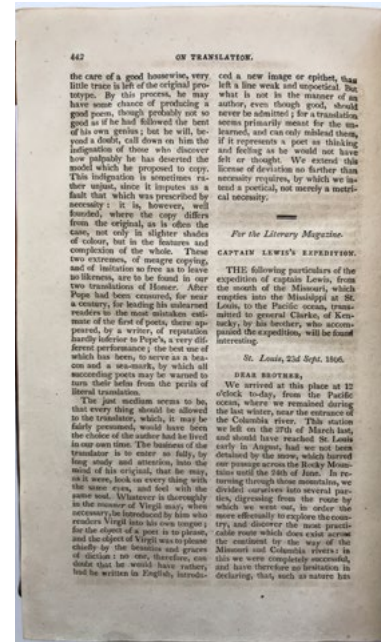 442
ON TRANSLATION.
the care of a good housewife, very
little trace is left of the original pro-
totype. By this process, he may
have some chance of producing a
good poem, though probably not so
good as if he had followed the bent
of his own genius; but he will, be-
yond a doubt, call down on him the
indignation of those who discover
how palpably he has deserted the
model which he proposed to copy.
This indignation is sometimes ra-
ther unjust, since it imputes as a
fault that which was prescribed by
necessity: it is, however, well
founded, where the copy differs
from the original, as is often the
case, not only in slighter shades
of colour, but in the features and
complexion of the whole. These
two extremes, of meagre copying,
and of imitation so free as to leave
no likeness, are to be found in our
two translations of Homer. After
Pope had been censured, for near
a century, for leading his unlearned
readers to the most mistaken esti-
mate of the first of poets, there ap-
peared, by a writer, of reputation
hardly inferior to Pope's, a very dif-
ferent performance; the best use of
which has been, to serve as a bea-
con and a sea-mark, by which all
succeeding poets may be warned to
turn their helm from the perils of
literal translation.
The just medium seems to be,
that every thing should be allowed
to the translator, which, it may be
fairly presumed, would have been
the choice of the author had he lived
in our own time. The business of the
translator is to enter so fully, by
long study and attention, into the
mind of his original, that he may,
as it were, look on every thing with
the same eyes, and feel with the
same soul. Whatever is thoroughly
in the manner of Virgil may, when
necessary, be introduced by him who
renders Virgil into his own tongue;
for the object of a poet is to please,
and the object of Virgil was to please
chiefly by the beauties and graces
of diction: no one, therefore, can
doubt that he would have rather,
had he written in English, introdu-
ced a new image or epithet, than
left a line weak and unpoetical. But
what is not in the manner of an
author, even though good, should
never be admitted; for a translation
seems primarily meant for the un-
learned, and can only mislead them,
if it represents a poet as thinking
and feeling as he would not have
felt or thought. We extend this
license of deviation no further than
necessity requires, by which we in-
tend a poetical, not merely a metri-
cal necessity.
For the Literary Magazine.
CAPTAIN LEWIS'S EXPEDITION.
THE following particulars of the
expedition of captain Lewis, from
the mouth of the Missouri, which
empties into the Mississippi at St.
Louis, to the Pacific ocean, trans-
mitted to general Clarke, of Ken-
tucky, by his brother, who accom-
panied the expedition, will be found
interesting.
St. Louis, 23d Sept. 1806.
DEAR BROTHER,
We arrived at this place at 12
o'clock to-day, from the Pacific
ocean, where we remained during
the last winter, near the entrance of
the Columbia river. This station
we left on the 27th of March last,
and should have reached St. Louis
early in August, had we not been
detained by the snow, which barred
our passage across the Rocky Moun-
tains until the 24th of June. In re-
turning through those mountains, we
divided ourselves into several par-
ties, digressing from the route by
which we went out, in order the
more effectually to explore the coun-
try, and discover the most practi-
cable route which does exist across
the continent by the way of the
Missouri and Columbia rivers: in
this we were completely successful,
and have therefore no hesitation in
declaring, that, such as nature has